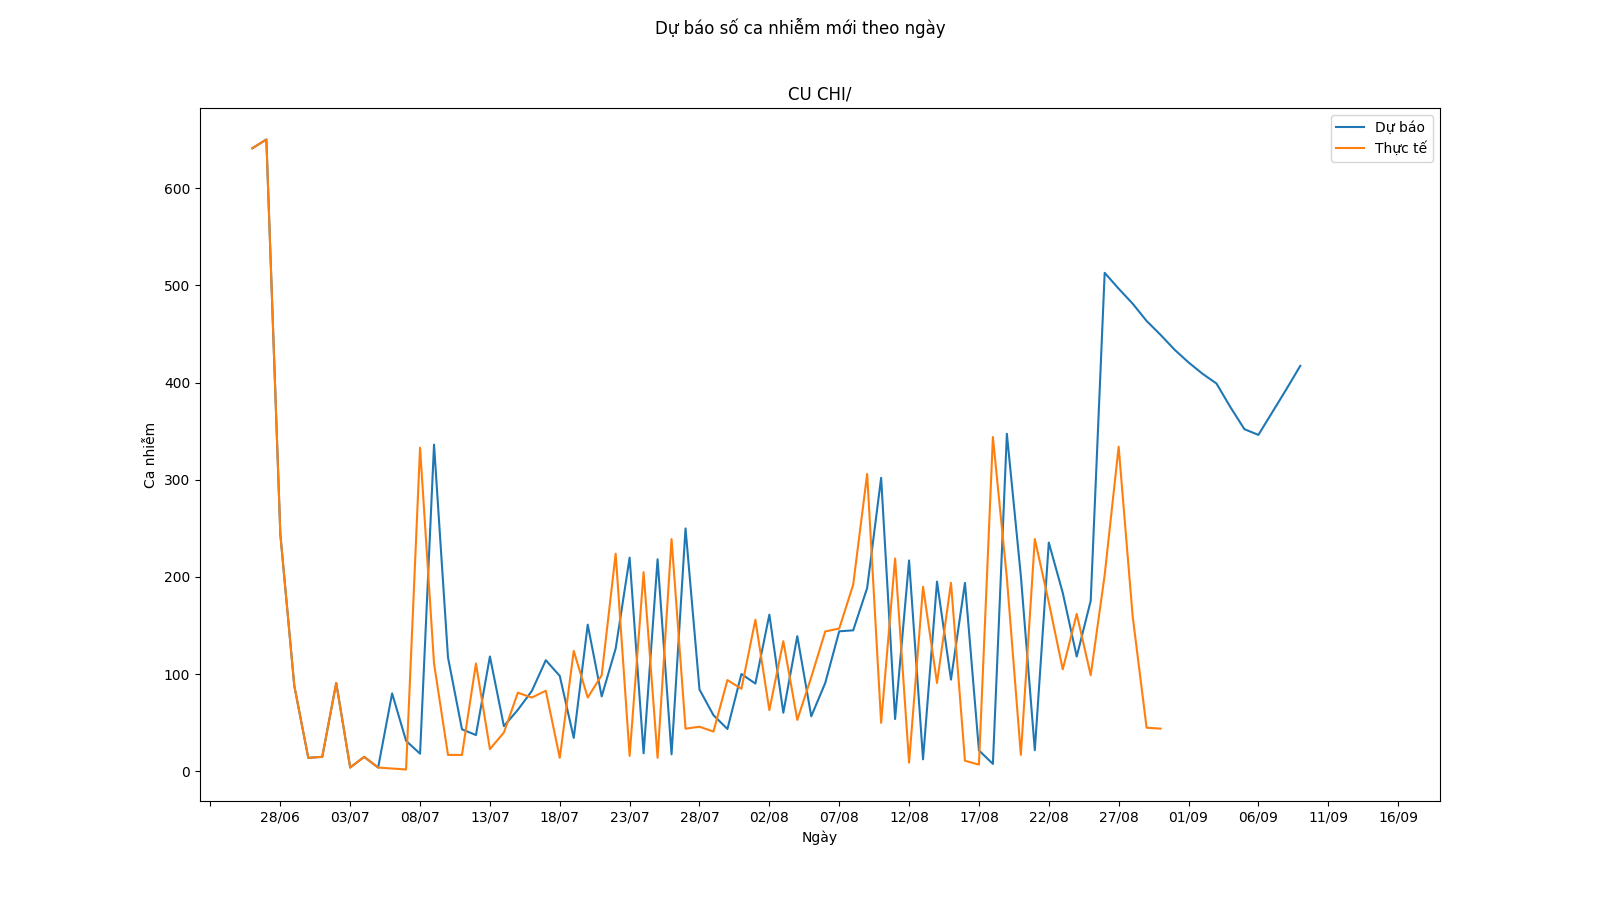 Dự báo số ca nhiễm mới theo ngày
CU CHI/
Dự báo
Thực tế
600
500
400
300
200
100
0
Ca nhiễm
28/06 03/07 08/07 13/07 18/07 23/07 28/07 02/08 07/08 12/08 17/08 22/08 27/08 01/09 06/09 11/09 16/09
Ngày